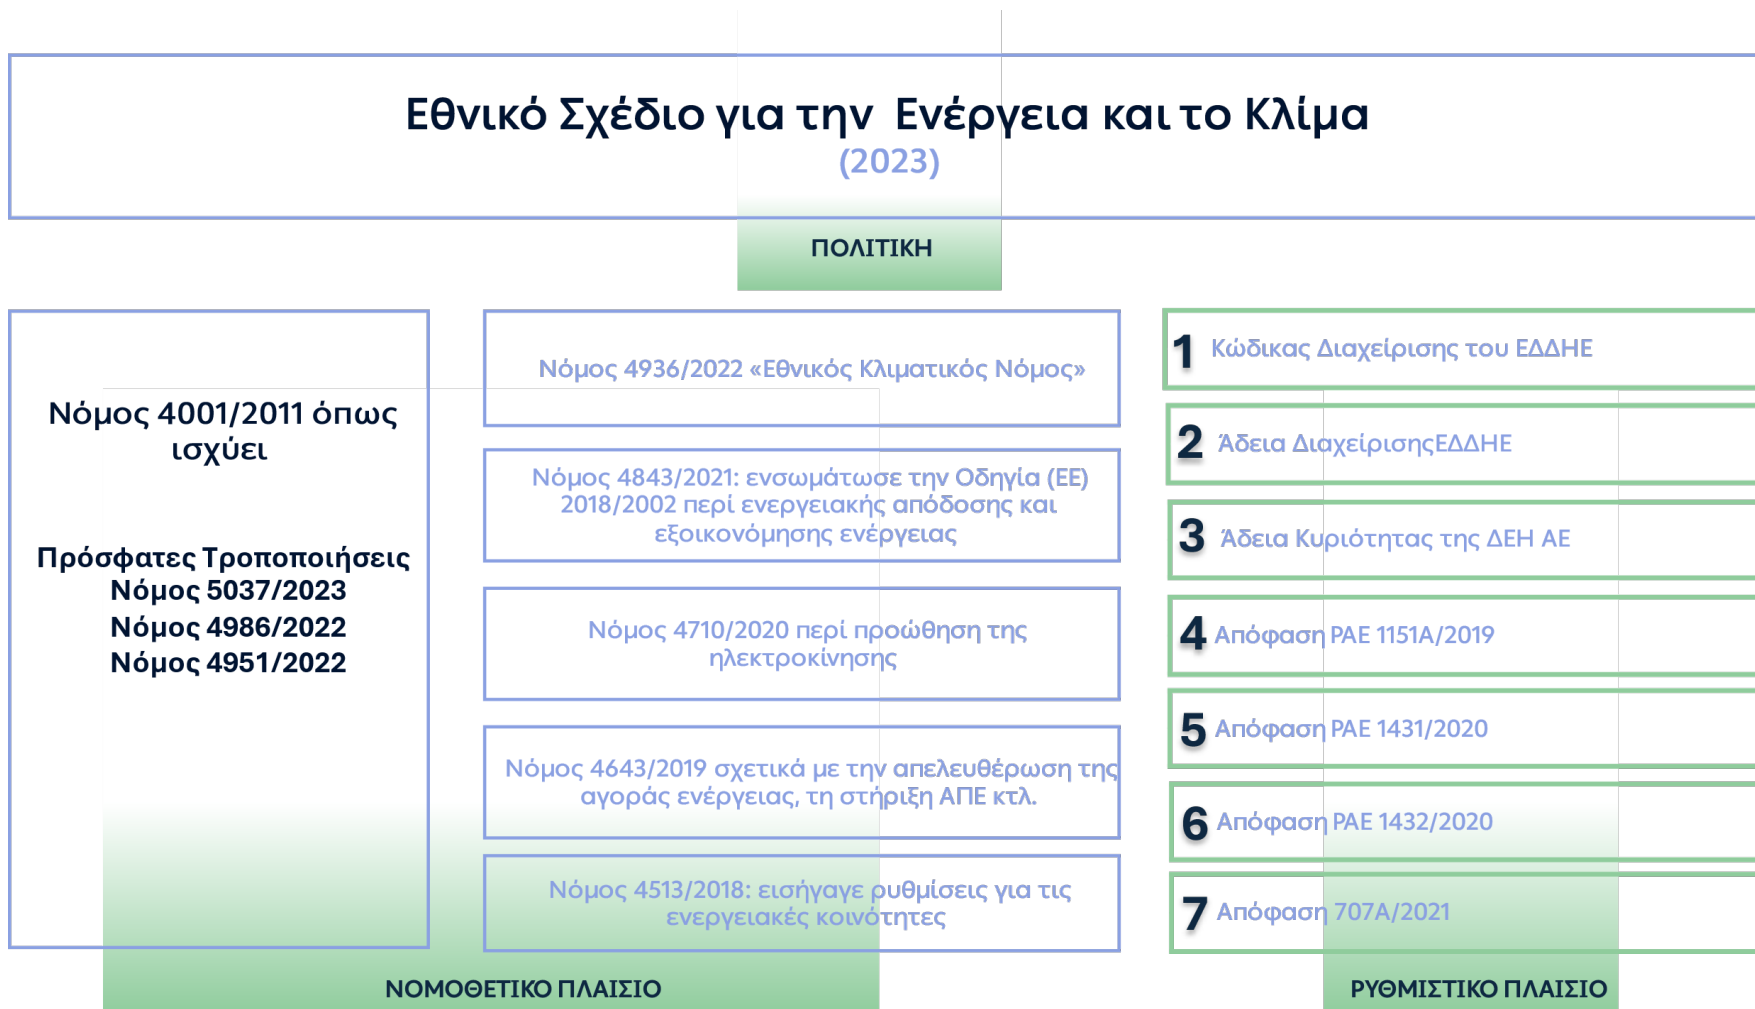 Εθνικό Σχέδιο για την Ενέργεια και το Κλίμα
(2023)
ΠΟΛΙΤΙΚΗ
Νόμος 4001/2011 όπως
ισχύει
Πρόσφατες Τροποποιήσεις
Νόμος 5037/2023
Νόμος 4986/2022
Νόμος 4951/2022
Νόμος 4936/2022 «Εθνικός Κλιματικός Νόμος»
Νόμος 4843/2021: ενσωμάτωσε την Οδηγία (ΕΕ)
2018/2002 περί ενεργειακής απόδοσης και
εξοικονόμησης ενέργειας
Νόμος 4710/2020 περί προώθηση της
ηλεκτροκίνησης
Νόμος 4643/2019 σχετικά με την απελευθέρωση της
αγοράς ενέργειας, τη στήριξη ΑΠΕ κτλ.
Νόμος 4513/2018: εισήγαγε ρυθμίσεις για τις
ενεργειακές κοινότητες
ΝΟΜΟΘΕΤΙΚΟ ΠΛΑΙΣΙΟ
1 Κώδικας Διαχείρισης του ΕΔΔΗΕ
2 Άδεια ΔιαχείρισηςΕΔΔΗΕ
3 Άδεια Κυριότητας της ΔΕΗ ΑΕ
4 Απόφαση ΡΑΕ 1151Α/2019
5 Απόφαση ΡΑΕ 1431/2020
6 Απόφαση ΡΑΕ 1432/2020
7 Απόφαση 707Α/2021
ΡΥΘΜΙΣΤΙΚΟ ΠΛΑΙΣΙΟ